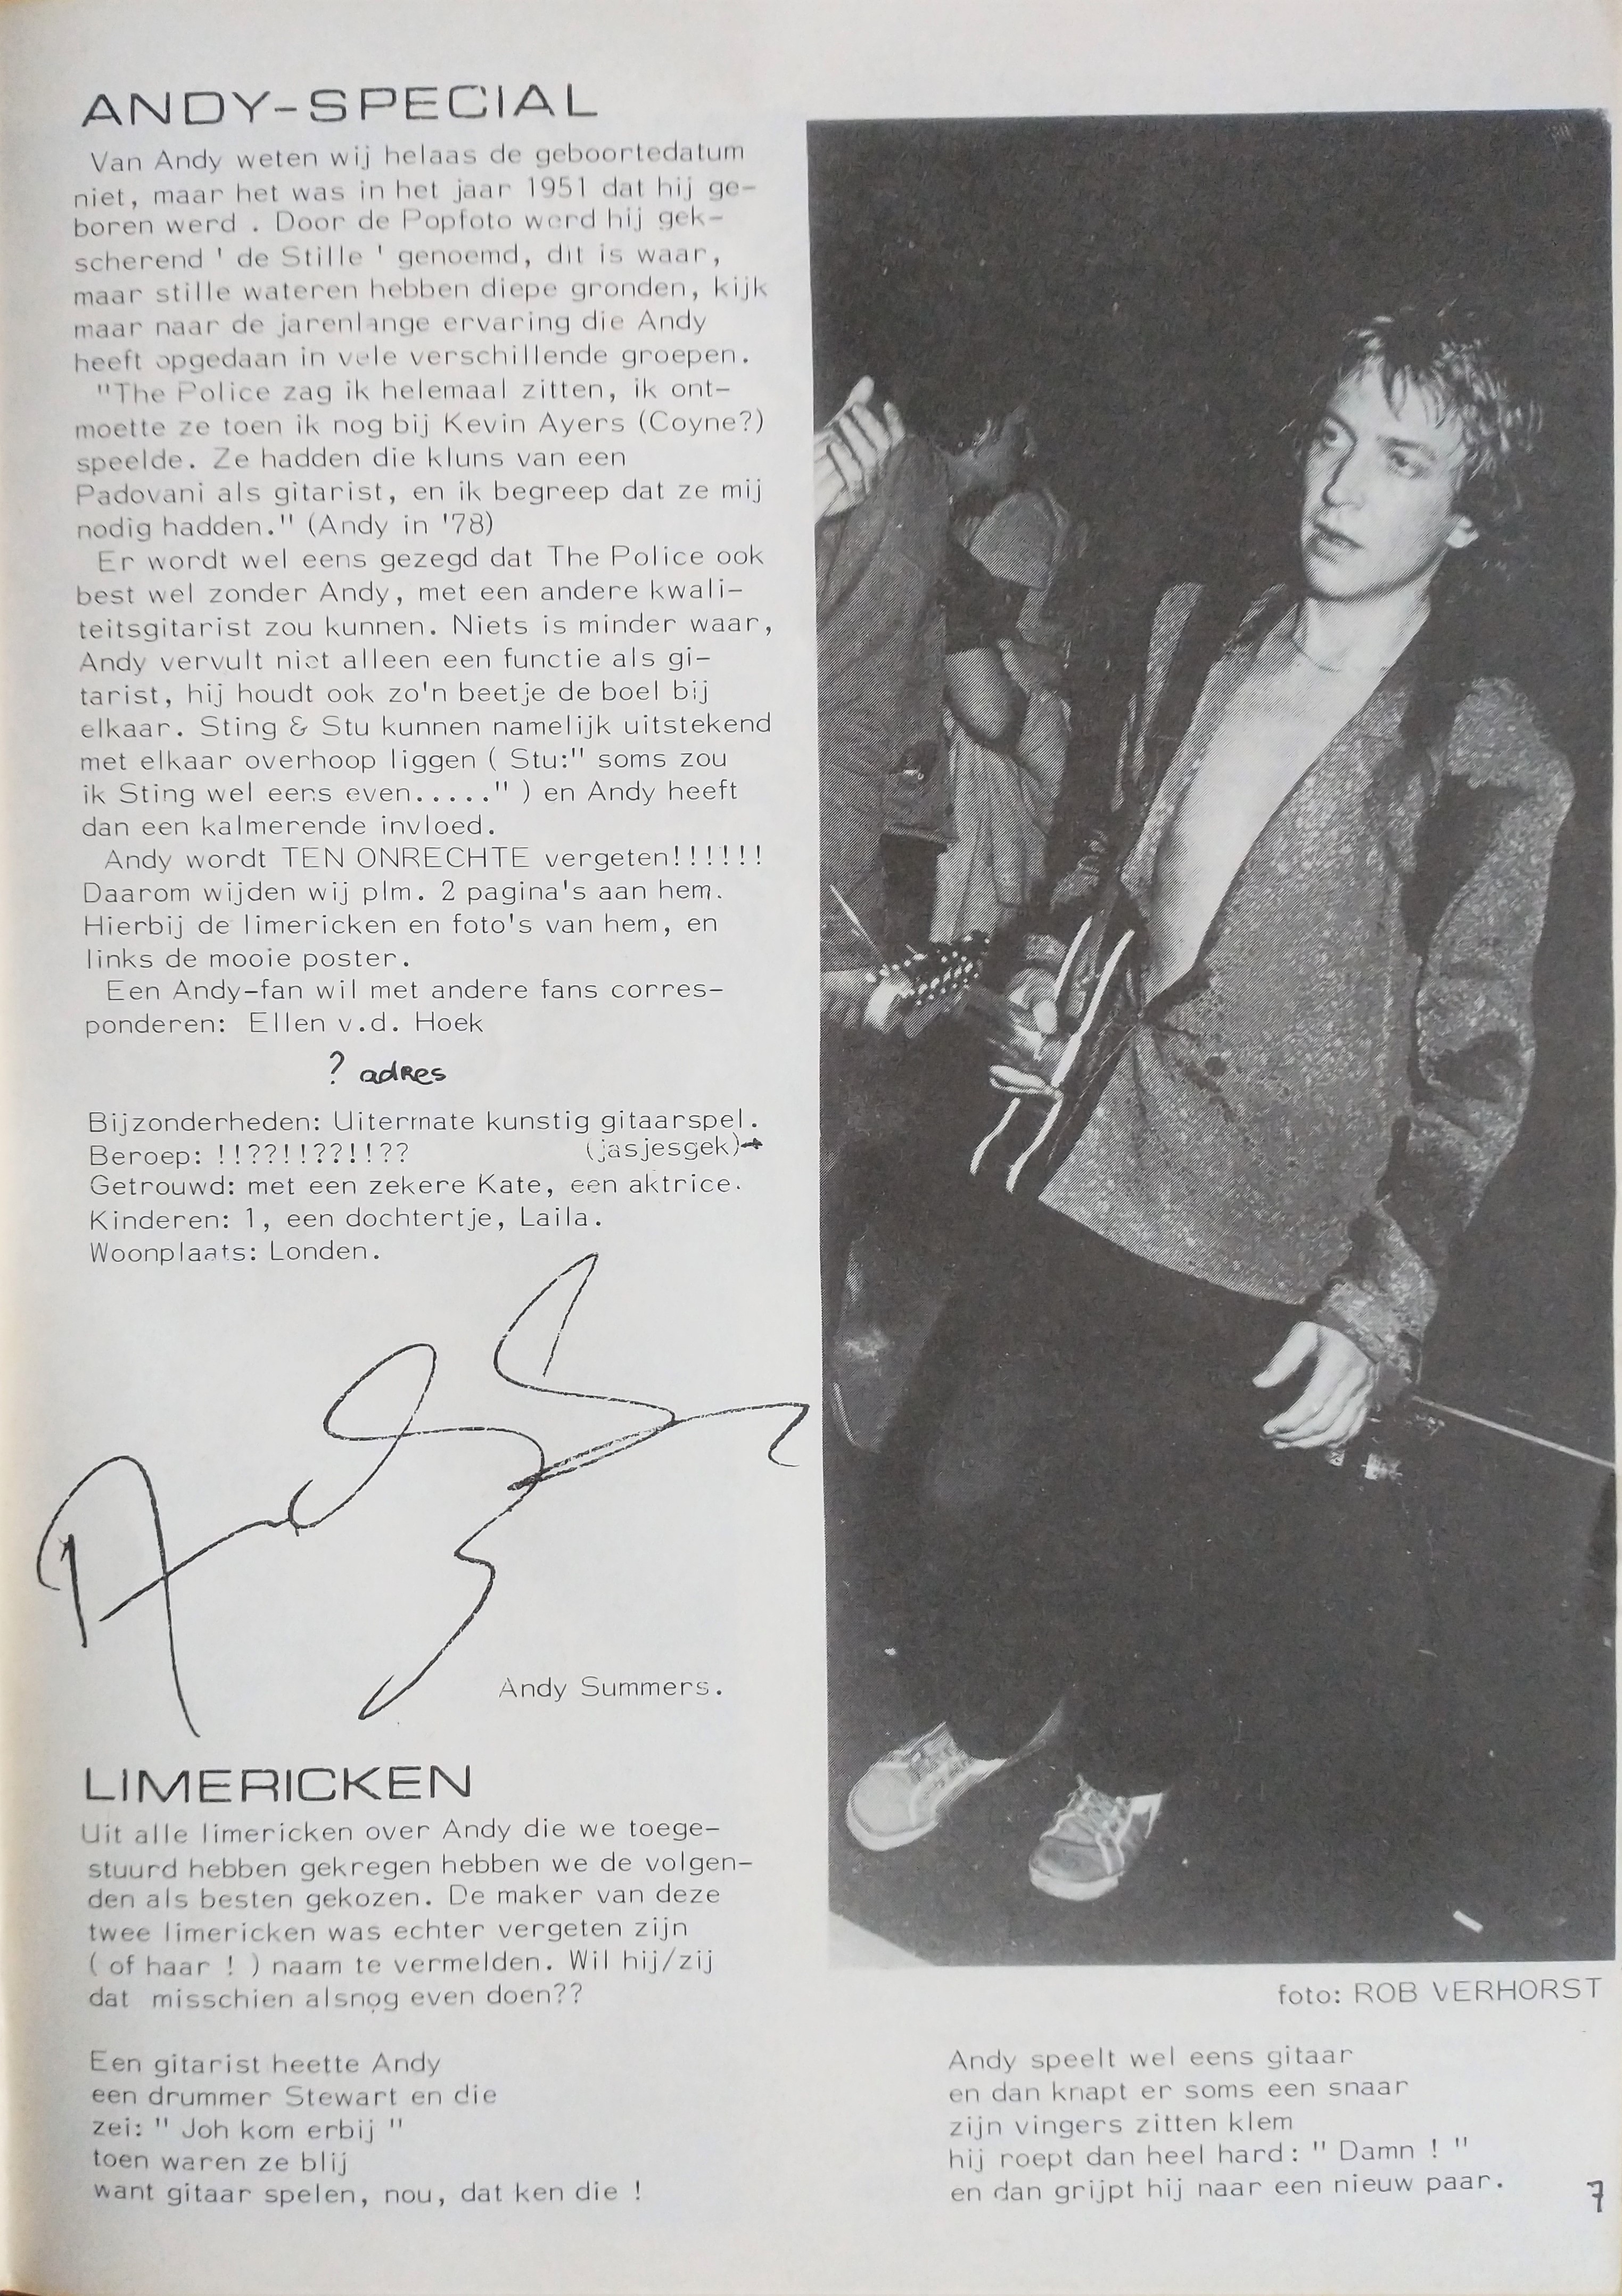 ANDY-SPECIAL
Van Andy weten wij helaas de geboortedatum
niet, maar het was in het jaar 1951 dat hij ge-
boren werd . Door de Popfoto werd hij gek-
scherend ' de Stille ' genoemd, dit is waar,
maar stille wateren hebben diepe gronden, kijk
maar naar de jarenlange ervaring die Andy
heeft opgedaan in vele verschillende groepen.
"The Police zag ik helemaal zitten, ik ont-
moette ze toen ik nog bij Kevin Ayers (Coyne?)
speelde. Ze hadden die kluns van een
Padovani als gitarist, en ik begreep dat ze mij
nodig hadden." (Andy in '78)
Er wordt wel eens gezegd dat The Police ook
best wel zonder Andy, met een andere kwali-
teitsgitarist zou kunnen. Niets is minder waar,
Andy vervult niet alleen een functie als gi-
tarist, hij houdt ook zo'n beetje de boel bij
elkaar. Sting & Stu kunnen namelijk uitstekend
met elkaar overhoop liggen ( Stu:" soms zou
ik Sting wel eens even....." ) en Andy heeft
dan een kalmerende invloed.
Andy wordt TEN ONRECHTE vergeten!!!!!!
Daarom wijden wij plm. 2 pagina's aan hem.
Hierbij de limericken en foto's van hem, en
links de mooie poster.
Een Andy-fan wil met andere fans corres-
ponderen: Ellen v.d. Hoek
? adres
Bijzonderheden: Uitermate kunstig gitaarspel.
Beroep: !!??!!??!!?? (jasjesgek)→
Getrouwd: met een zekere Kate, een aktrice.
Kinderen: 1, een dochtertje, Laila.
Woonplaats: Londen.
Andy Summers.
LIMERICKEN
Uit alle limericken over Andy die we toege-
stuurd hebben gekregen hebben we de volgen-
den als besten gekozen. De maker van deze
twee limericken was echter vergeten zijn
( of haar ! ) naam te vermelden. Wil hij/zij
dat misschien alsnog even doen??
Een gitarist heette Andy
een drummer Stewart en die
zei: " Joh kom erbij "
toen waren ze blij
want gitaar spelen, nou, dat ken die !
foto: ROB VERHORST
Andy speelt wel eens gitaar
en dan knapt er soms een snaar
zijn vingers zitten klem
hij roept dan heel hard: " Damn ! "
en dan grijpt hij naar een nieuw paar.
7